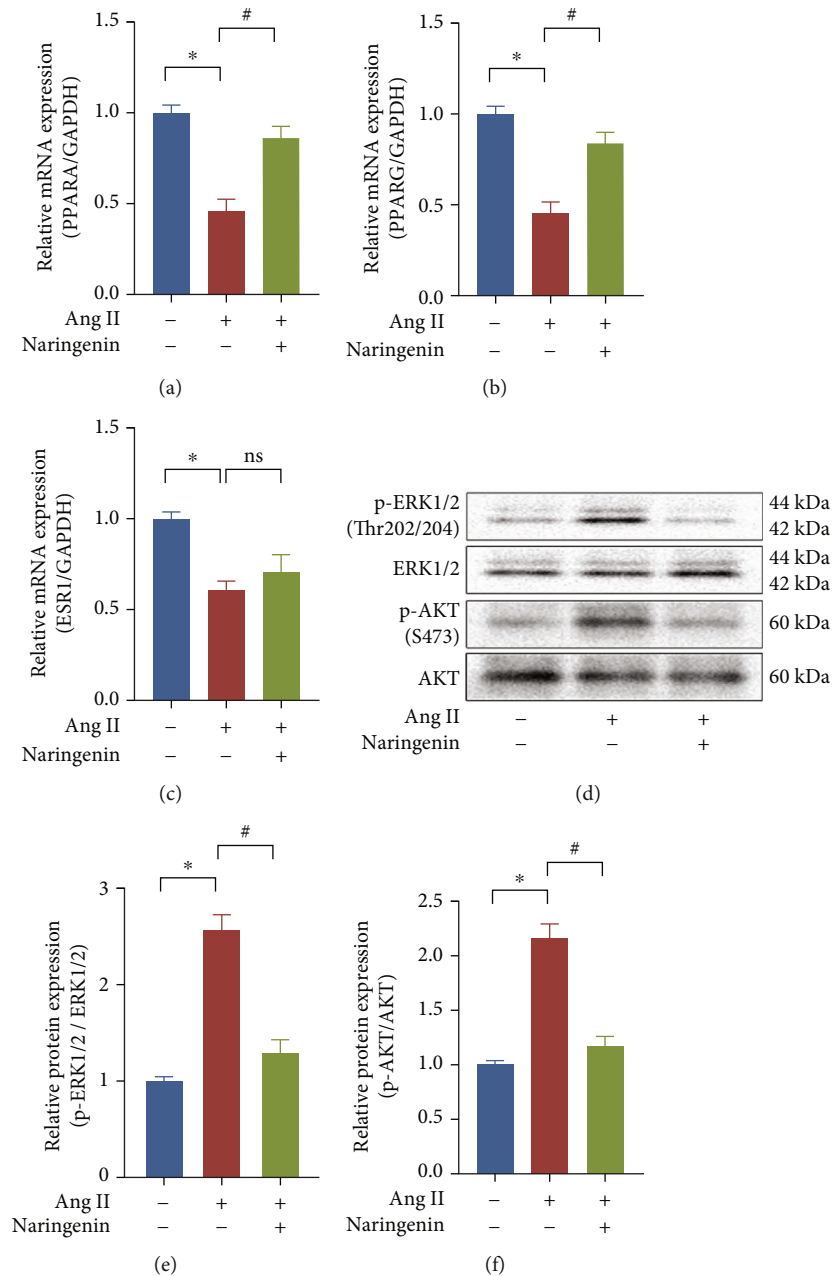 1.5
1.0
0.5
0.0
Relative mRNA expression
(PPARA/GAPDH)
*
#
Ang II − + +
Naringenin − − +
(a)
1.5
1.0
0.5
0.0
Relative mRNA expression
(PPARG/GAPDH)
*
#
Ang II − + +
Naringenin − − +
(b)
1.5
1.0
0.5
0.0
Relative mRNA expression
(ESR1/GAPDH)
*
ns
Ang II − + +
Naringenin − − +
(c)
p-ERK1/2
(Thr202/204)
44 kDa
42 kDa
ERK1/2
44 kDa
42 kDa
p-AKT
(S473)
60 kDa
AKT
60 kDa
Ang II − + +
Naringenin − − +
(d)
3
2
1
0
Relative protein expression
(p-ERK1/2 / ERK1/2)
*
#
Ang II − + +
Naringenin − − +
(e)
2.5
2.0
1.5
1.0
0.5
0.0
Relative protein expression
(p-AKT/AKT)
*
#
Ang II − + +
Naringenin − − +
(f)